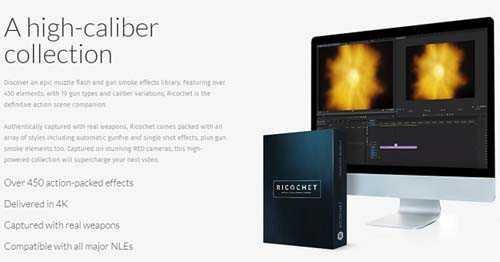 A high-caliber
collection
Discover an epic muzzle flash and gun smoke effects library. Featuring over
450 elements, with 19 gun types and caliber variations, Ricochet is the
definitive action scene companion.
Authentically captured with real weapons, Ricochet comes packed with an
array of styles including automatic gunfire and single shot effects, plus gun
smoke elements too. Captured on stunning RED cameras, this high-
powered collection will supercharge your next video.
Over 450 action-packed effects
Delivered in 4K
Captured with real weapons
Compatible with all major NLEs
RICOCHET
RICOCHET